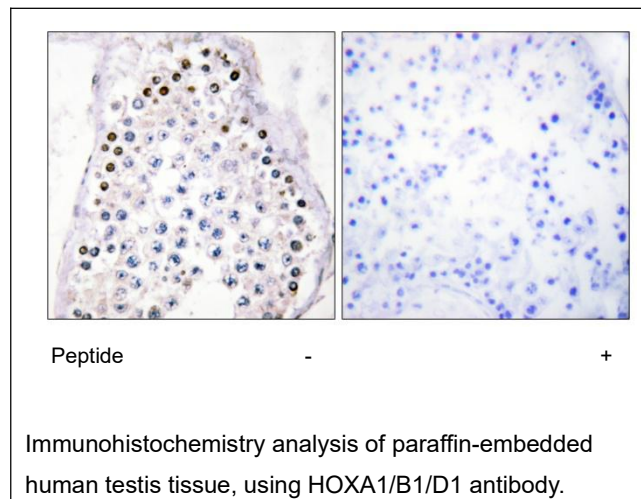 Peptide - +
Immunohistochemistry analysis of paraffin-embedded
human testis tissue, using HOXA1/B1/D1 antibody.